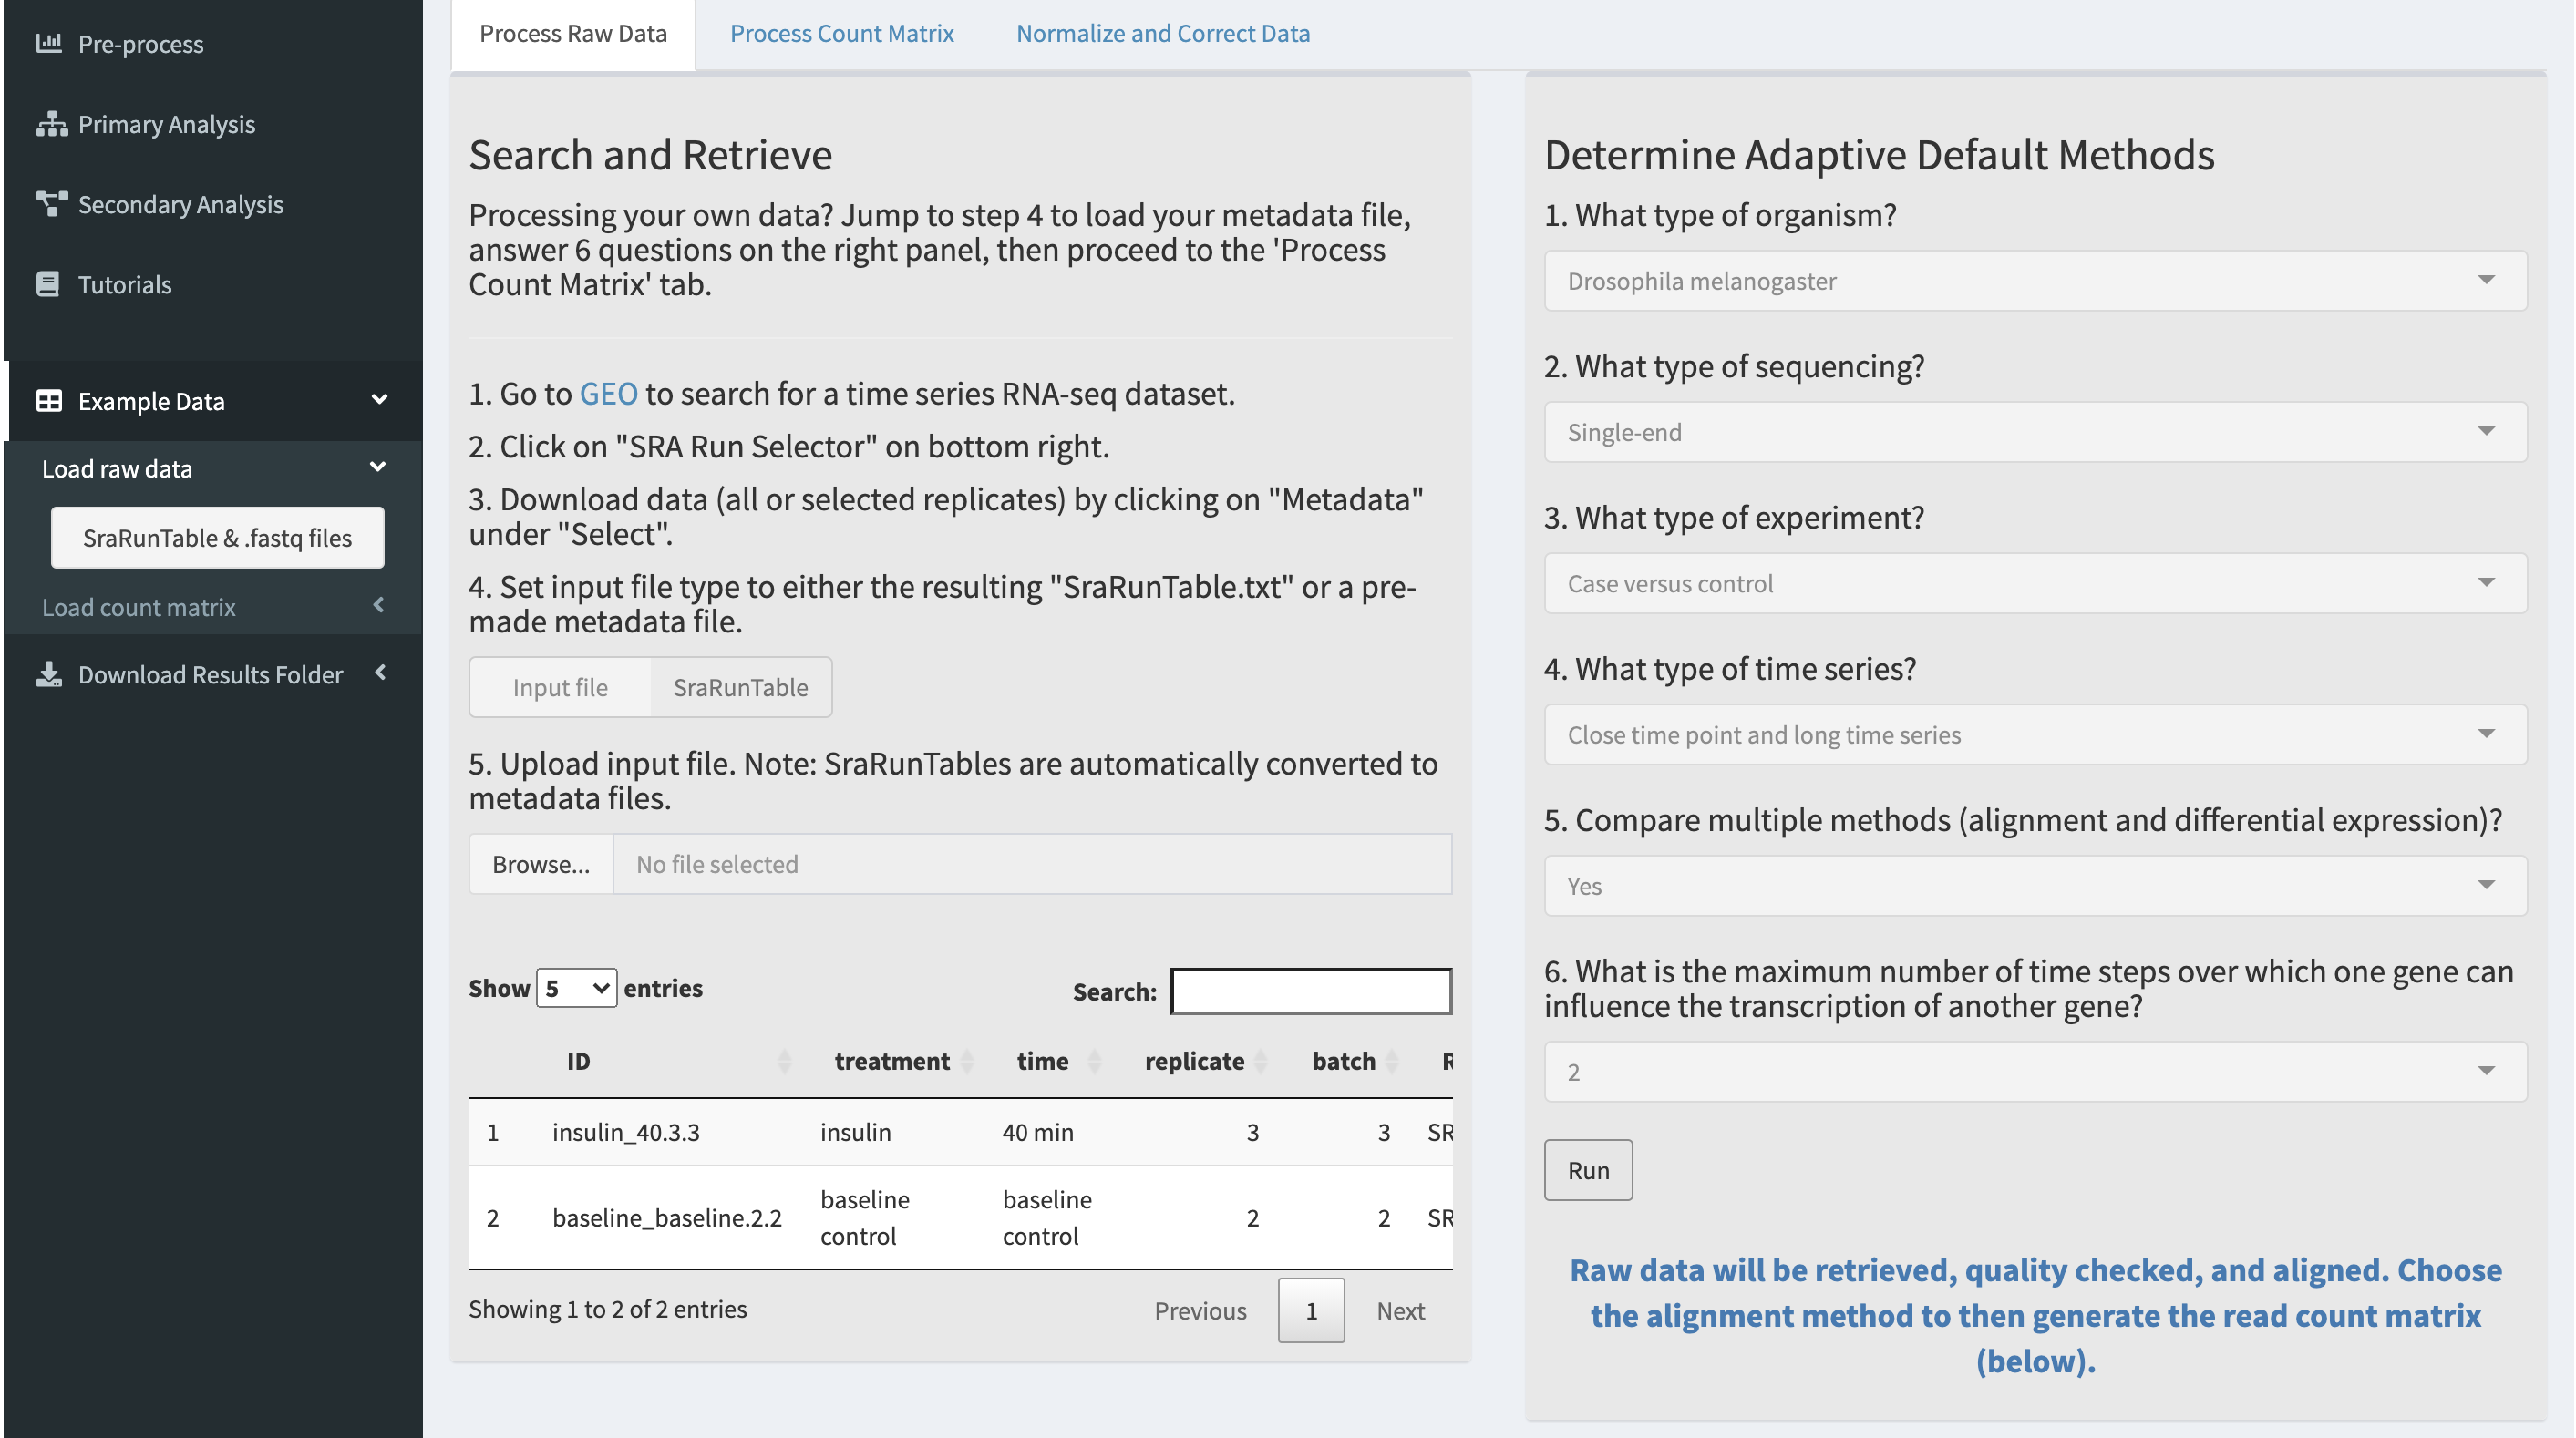 Pre-process
Primary Analysis
Secondary Analysis
Tutorials
Example Data
Load raw data
SraRunTable & .fastq files
Load count matrix
Download Results Folder
Process Raw Data
Process Count Matrix
Normalize and Correct Data
Search and Retrieve
Processing your own data? Jump to step 4 to load your metadata file,
answer 6 questions on the right panel, then proceed to the 'Process
Count Matrix' tab.
1. Go to GEO to search for a time series RNA-seq dataset.
2. Click on "SRA Run Selector" on bottom right.
3. Download data (all or selected replicates) by clicking on "Metadata"
under "Select".
4. Set input file type to either the resulting "SraRunTable.txt" or a pre-
made metadata file.
Input file SraRunTable
5. Upload input file. Note: SraRunTables are automatically converted to
metadata files.
Browse... No file selected
Show 5 entries Search:
ID treatment time replicate batch R
1 insulin_40.3.3 insulin 40 min 3 3 SR
2 baseline_baseline.2.2 baseline control baseline control 2 2 SR
Showing 1 to 2 of 2 entries Previous 1 Next
Determine Adaptive Default Methods
1. What type of organism?
Drosophila melanogaster
2. What type of sequencing?
Single-end
3. What type of experiment?
Case versus control
4. What type of time series?
Close time point and long time series
5. Compare multiple methods (alignment and differential expression)?
Yes
6. What is the maximum number of time steps over which one gene can
influence the transcription of another gene?
2
Run
Raw data will be retrieved, quality checked, and aligned. Choose
the alignment method to then generate the read count matrix
(below).